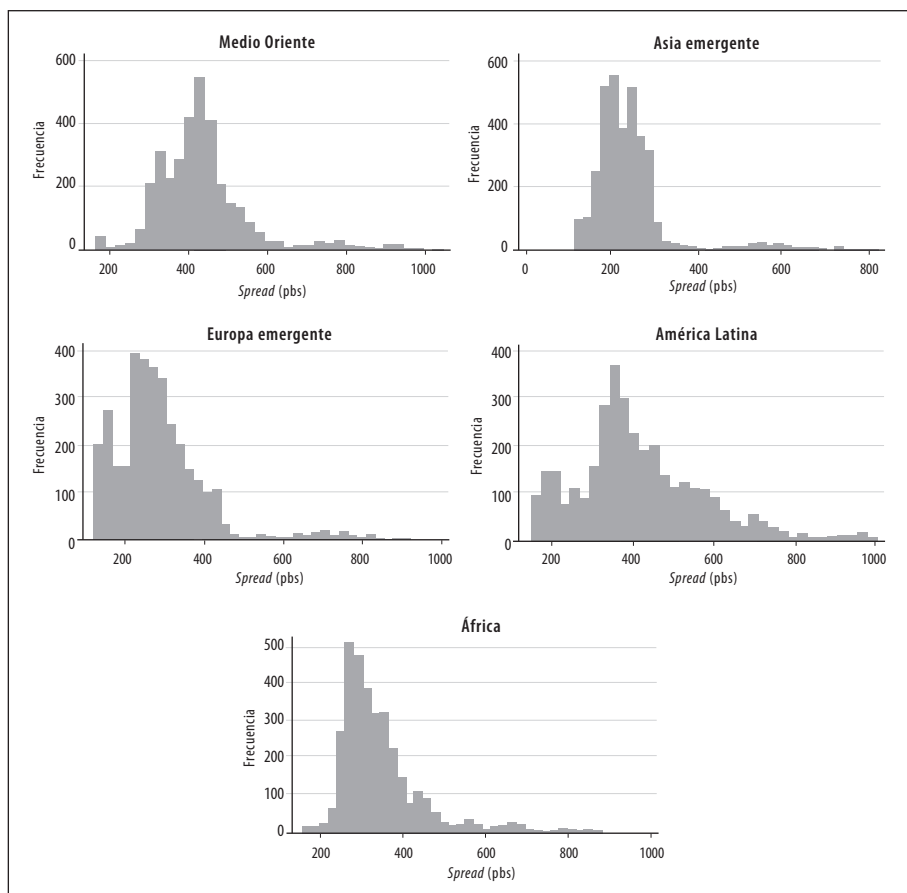 Medio Oriente
600
400
200
0
Frecuencia
200 400 600 800 1000
Spread (pbs)
Asia emergente
600
400
200
0
Frecuencia
0 200 400 600 800
Spread (pbs)
Europa emergente
400
300
200
100
0
Frecuencia
200 400 600 800 1000
Spread (pbs)
América Latina
400
300
200
100
0
Frecuencia
200 400 600 800 1000
Spread (pbs)
África
500
400
300
200
100
0
Frecuencia
200 400 600 800 1000
Spread (pbs)